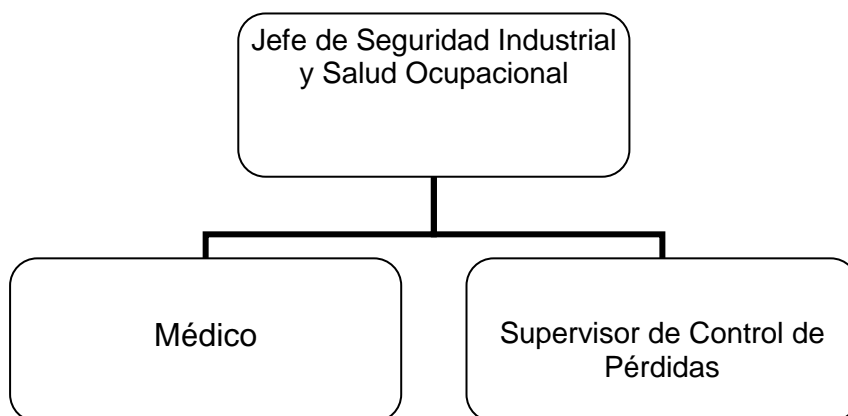 Jefe de Seguridad Industrial
y Salud Ocupacional
Médico
Supervisor de Control de
Pérdidas